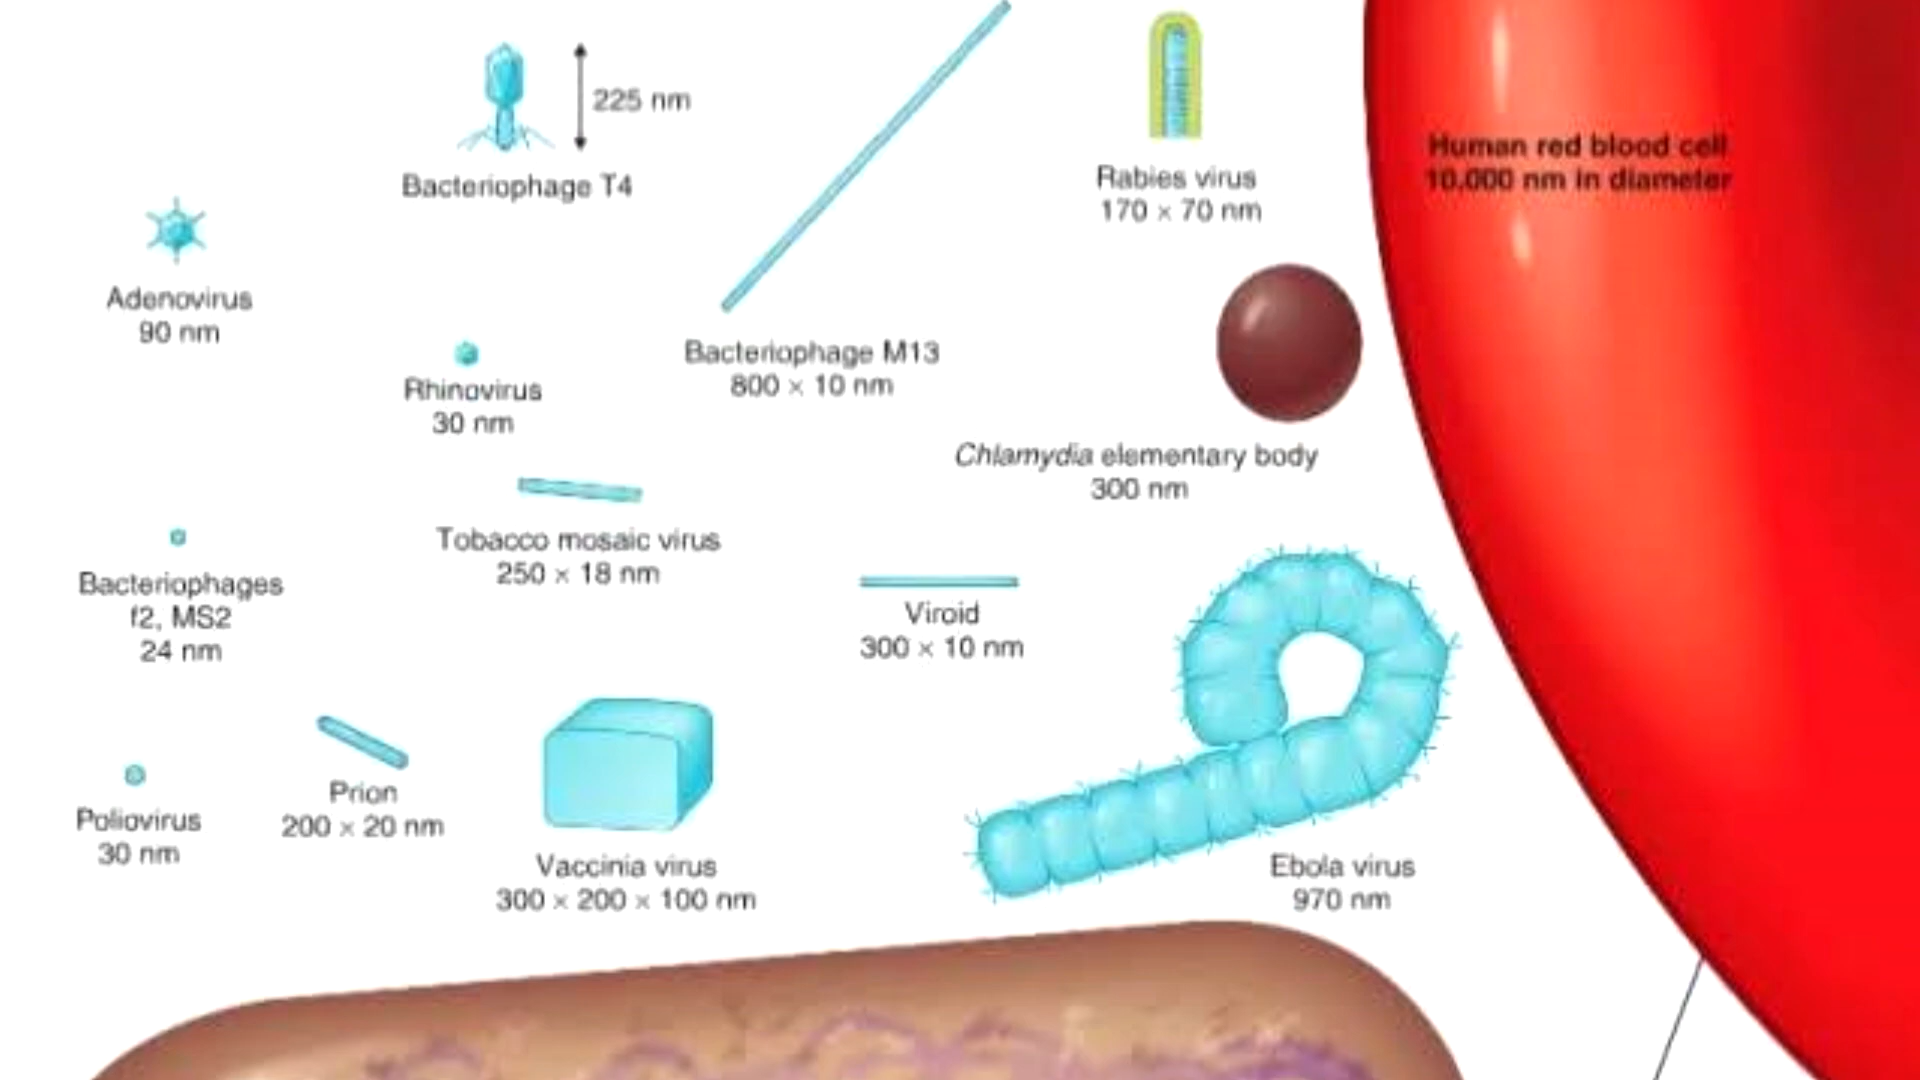 225 nm
Bacteriophage T4
Rabies virus
170 × 70 nm
Human red blood cell
10,000 nm in diameter
Adenovirus
90 nm
Bacteriophage M13
800 × 10 nm
Rhinovirus
30 nm
Chlamydia elementary body
300 nm
Tobacco mosaic virus
250 × 18 nm
Bacteriophages
f2, MS2
24 nm
Viroid
300 × 10 nm
Prion
200 × 20 nm
Poliovirus
30 nm
Vaccinia virus
300 × 200 × 100 nm
Ebola virus
970 nm